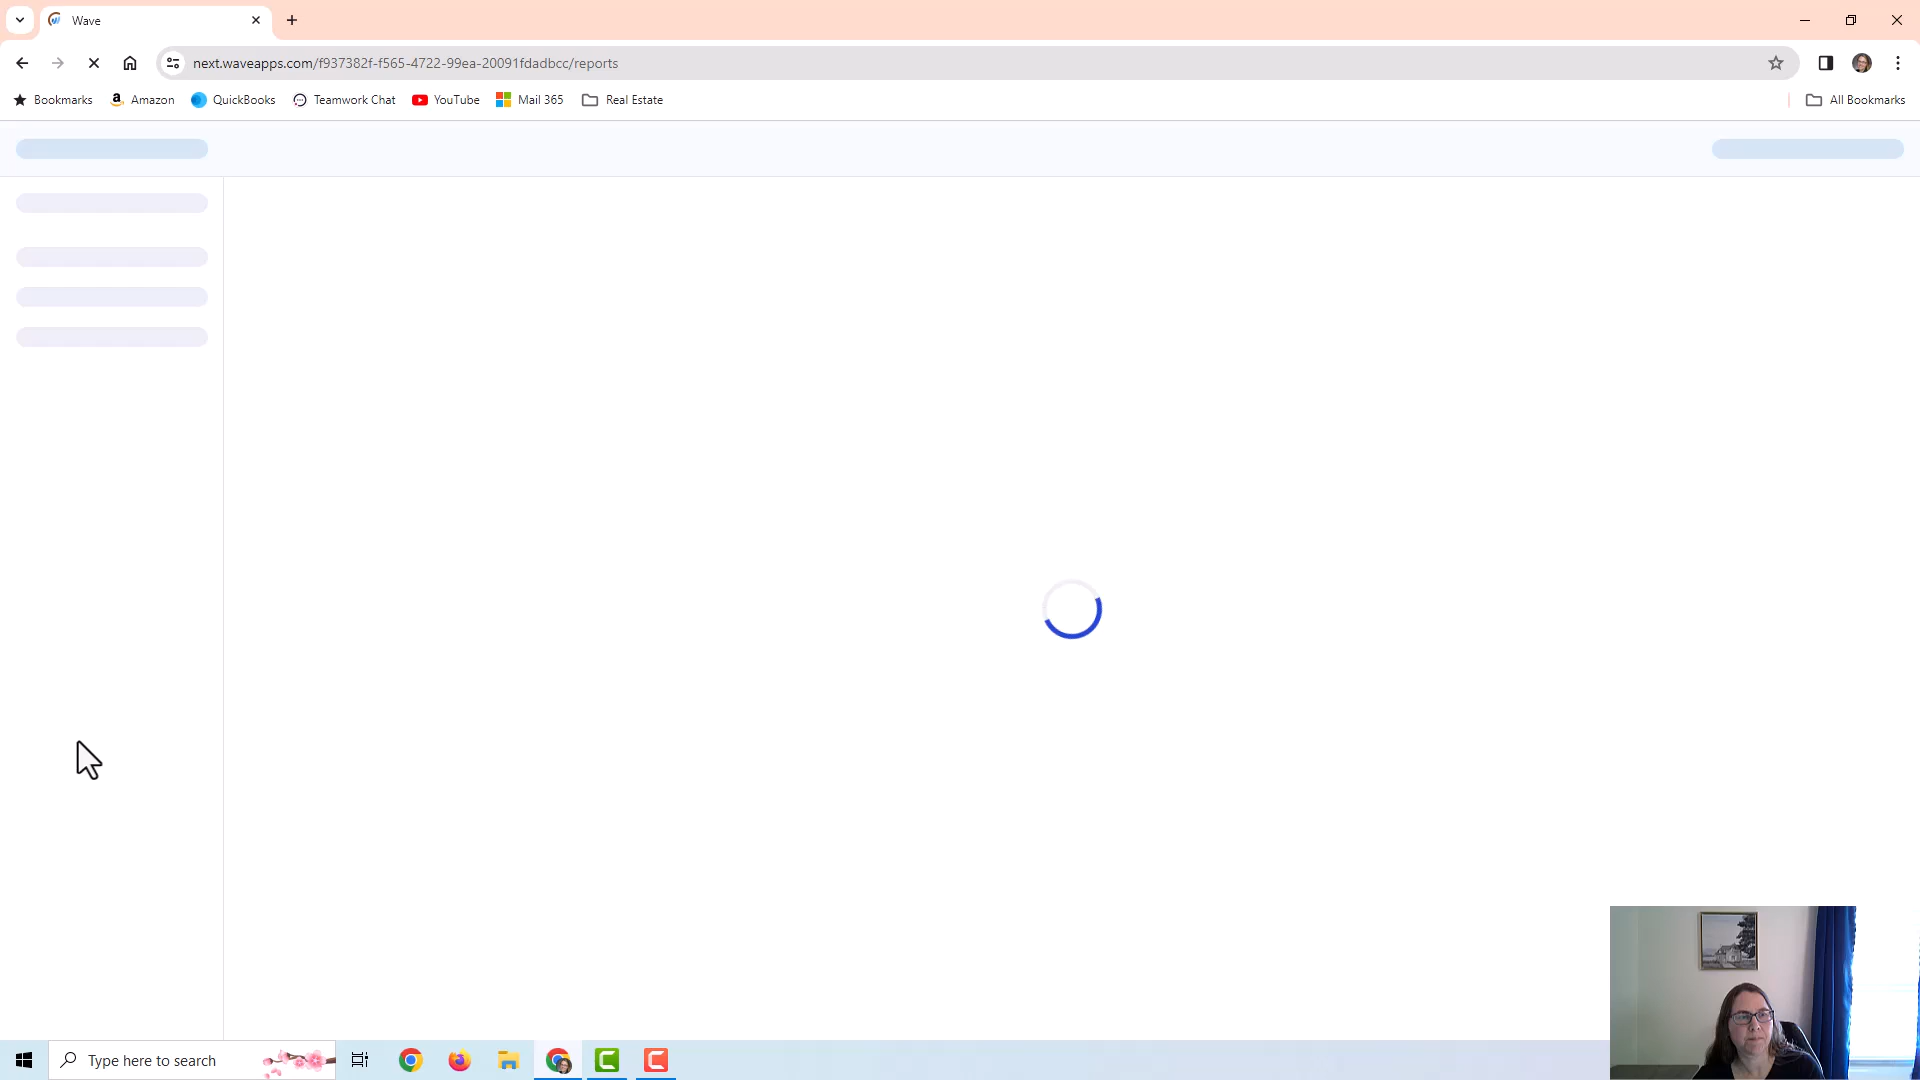 Wave
next.waveapps.com/f937382f-f565-4722-99ea-20091fdadbcc/reports
Bookmarks Amazon QuickBooks Teamwork Chat YouTube Mail 365 Real Estate All Bookmarks
Type here to search